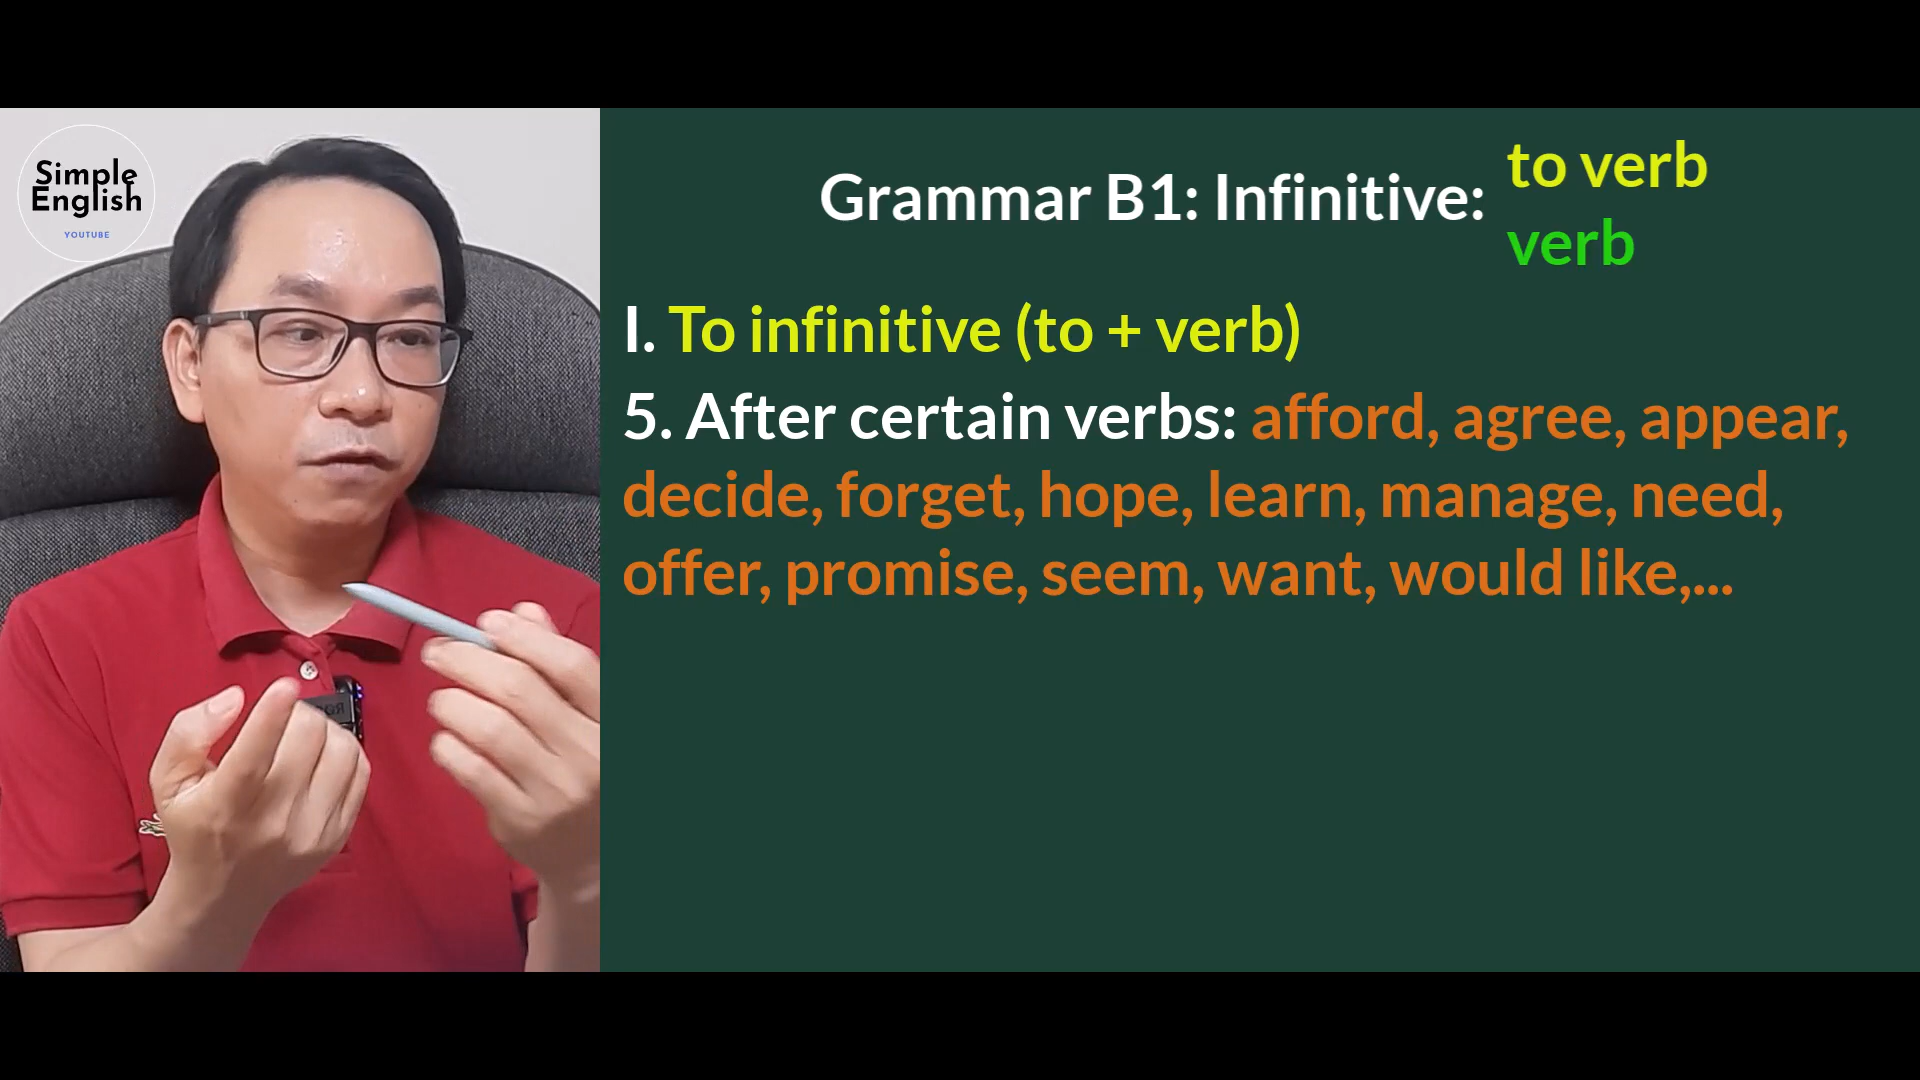 Simple
English
YOUTUBE
Grammar B1: Infinitive:
to verb
verb
I. To infinitive (to + verb)
5. After certain verbs: afford, agree, appear,
decide, forget, hope, learn, manage, need,
offer, promise, seem, want, would like,...